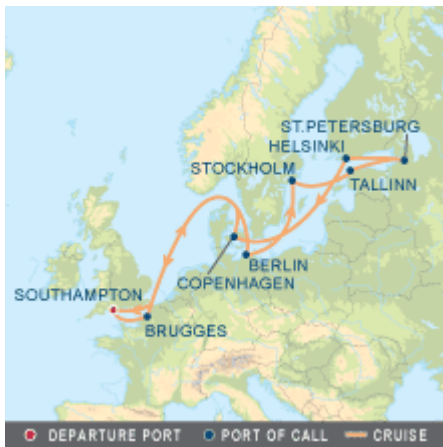 ST.PETERSBURG
HELSINKI
STOCKHOLM
TALLINN
BERLIN
COPENHAGEN
SOUTHAMPTON
BRUGGES
DEPARTURE PORT PORT OF CALL CRUISE